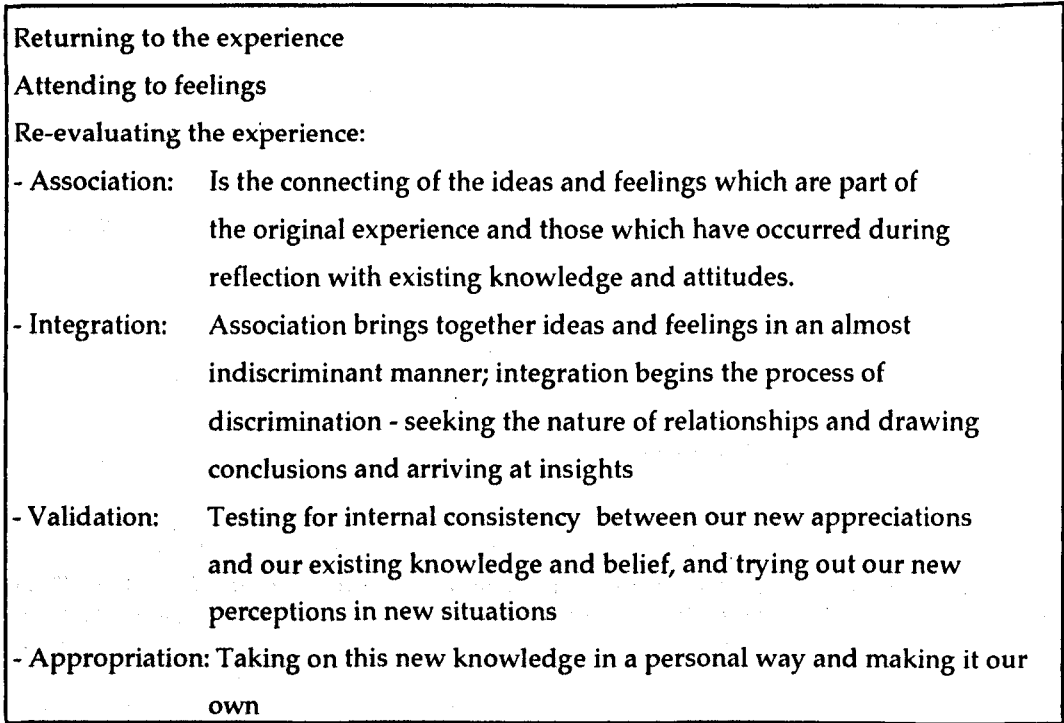 Returning to the experience
Attending to feelings
Re-evaluating the experience:
- Association: Is the connecting of the ideas and feelings which are part of
the original experience and those which have occurred during
reflection with existing knowledge and attitudes.
- Integration: Association brings together ideas and feelings in an almost
indiscriminant manner; integration begins the process of
discrimination - seeking the nature of relationships and drawing
conclusions and arriving at insights
- Validation: Testing for internal consistency between our new appreciations
and our existing knowledge and belief, and trying out our new
perceptions in new situations
- Appropriation: Taking on this new knowledge in a personal way and making it our
own